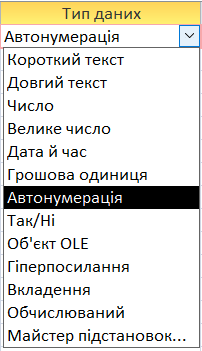 Тип даних
Автонумерація
Короткий текст
Довгий текст
Число
Велике число
Дата й час
Грошова одиниця
Автонумерація
Так/Ні
Об'єкт OLE
Гіперпосилання
Вкладення
Обчислюваний
Майстер підстановок...